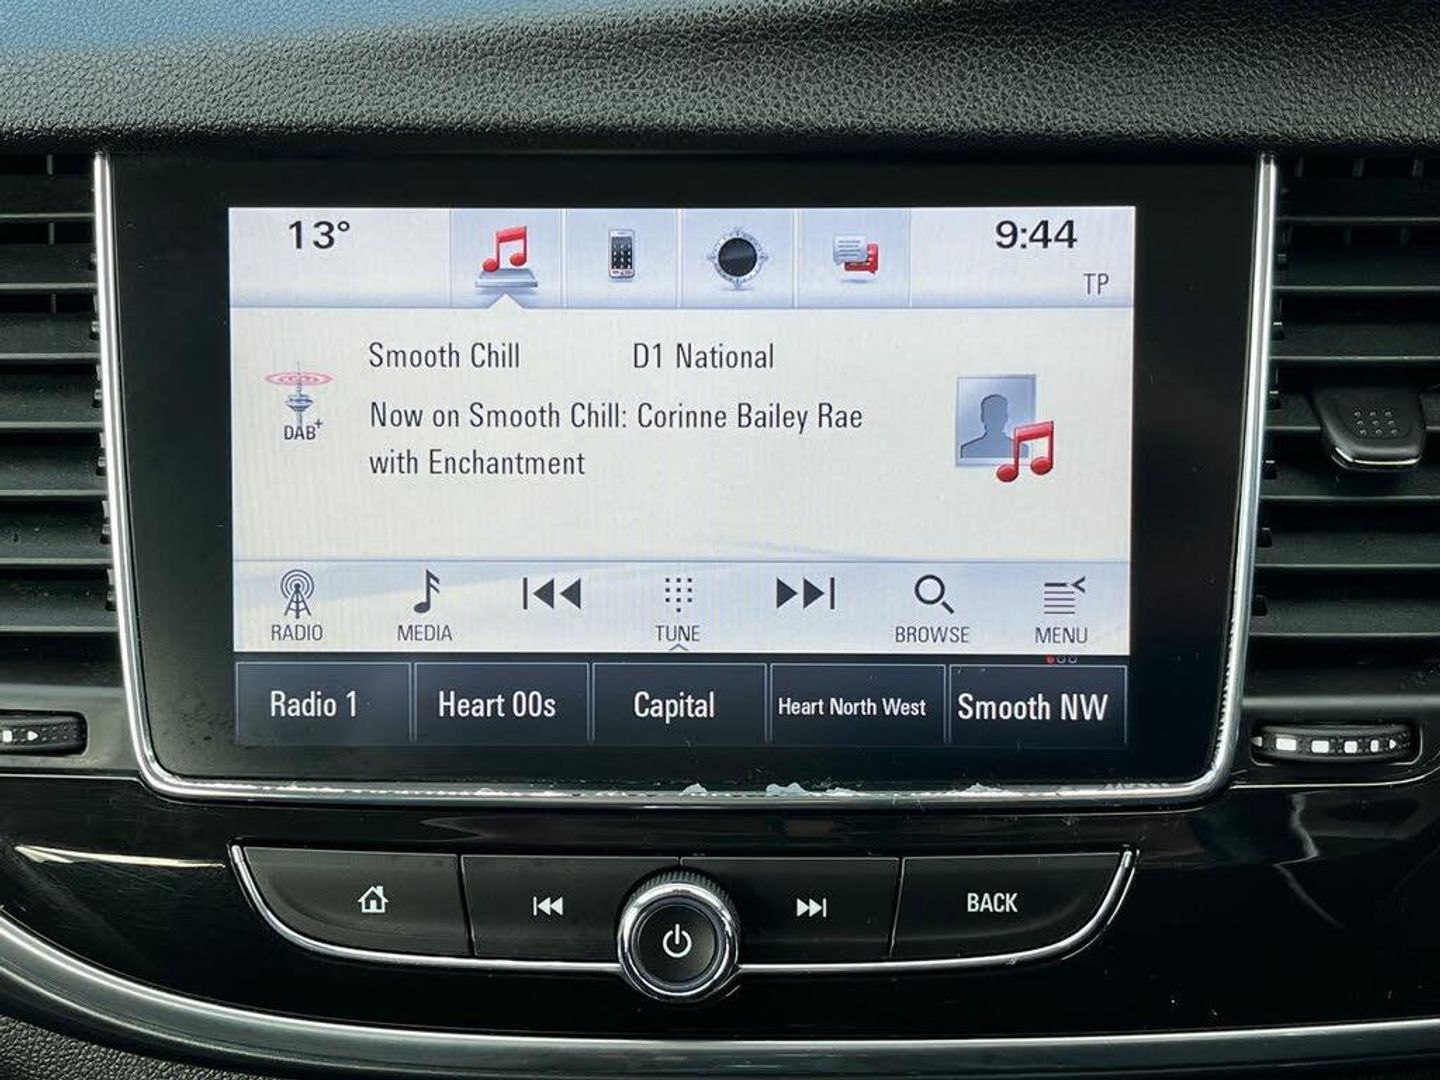 13°
9:44
TP
Smooth Chill D1 National
DAB+
Now on Smooth Chill: Corinne Bailey Rae
with Enchantment
RADIO MEDIA TUNE BROWSE MENU
Radio 1 Heart 00s Capital Heart North West Smooth NW
BACK